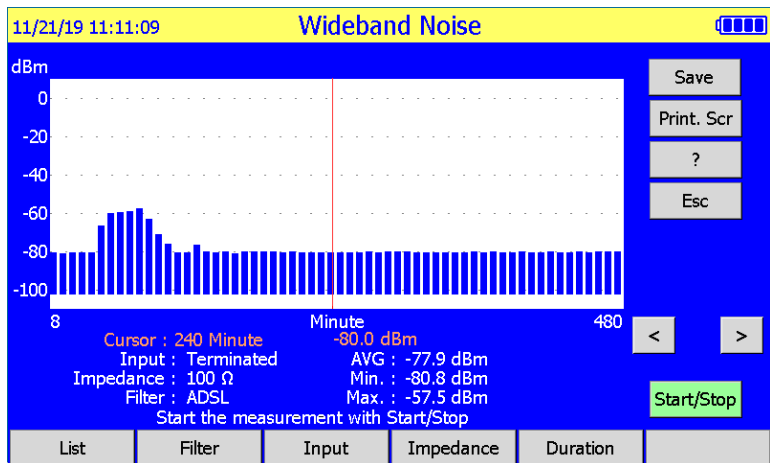 11/21/19 11:11:09 Wideband Noise
dBm
0
-20
-40
-60
-80
-100
8 Minute 480
Cursor : 240 Minute -80.0 dBm
Input : Terminated AVG : -77.9 dBm
Impedance : 100 Ω Min. : -80.8 dBm
Filter : ADSL Max. : -57.5 dBm
Start the measurement with Start/Stop
Save
Print. Scr
?
Esc
< >
Start/Stop
List Filter Input Impedance Duration